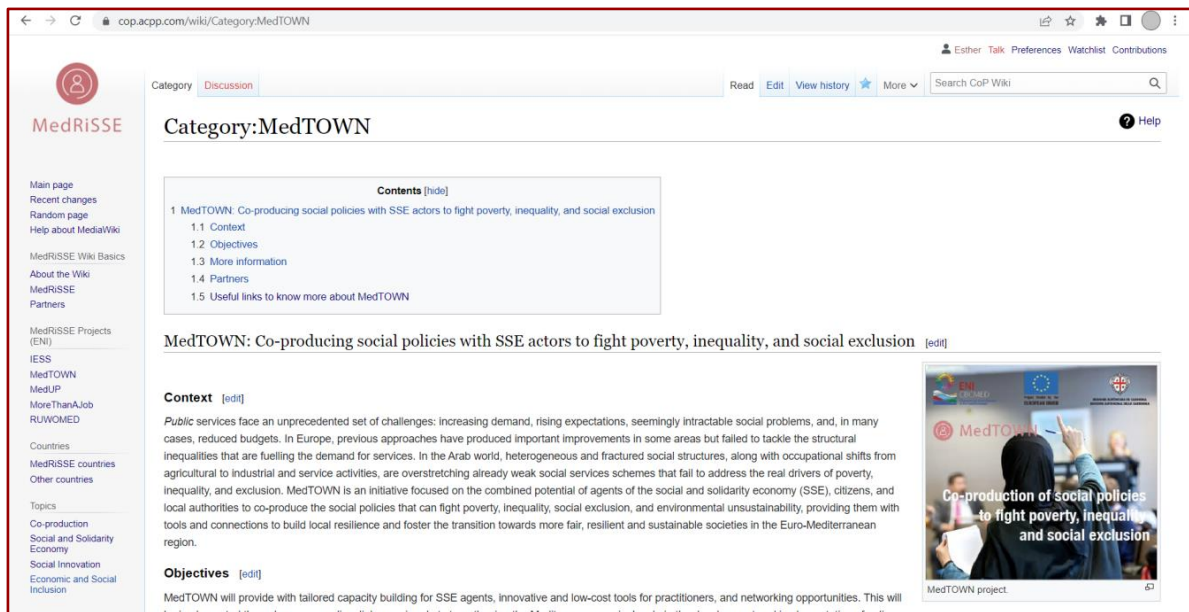 cop.acpp.com/wiki/Category:MedTOWN
Esther Talk Preferences Watchlist Contributions
MedRiSSE
Category Discussion
Read Edit View history More
Search CoP Wiki
Category:MedTOWN
Help
Main page
Recent changes
Random page
Help about MediaWiki
MedRiSSE Wiki Basics
About the Wiki
MedRiSSE
Partners
MedRiSSE Projects
(ENI)
IESS
MedTOWN
MedUP
MoreThanAJob
RUWOMED
Countries
MedRiSSE countries
Other countries
Topics
Co-production
Social and Solidarity
Economy
Social Innovation
Economic and Social
Inclusion
Contents [hide]
1 MedTOWN: Co-producing social policies with SSE actors to fight poverty, inequality, and social exclusion
1.1 Context
1.2 Objectives
1.3 More information
1.4 Partners
1.5 Useful links to know more about MedTOWN
MedTOWN: Co-producing social policies with SSE actors to fight poverty, inequality, and social exclusion [edit]
Context [edit]
Public services face an unprecedented set of challenges: increasing demand, rising expectations, seemingly intractable social problems, and, in many
cases, reduced budgets. In Europe, previous approaches have produced important improvements in some areas but failed to tackle the structural
inequalities that are fuelling the demand for services. In the Arab world, heterogeneous and fractured social structures, along with occupational shifts from
agricultural to industrial and service activities, are overstretching already weak social services schemes that fail to address the real drivers of poverty,
inequality, and exclusion. MedTOWN is an initiative focused on the combined potential of agents of the social and solidarity economy (SSE), citizens, and
local authorities to co-produce the social policies that can fight poverty, inequality, social exclusion, and environmental unsustainability, providing them with
tools and connections to build local resilience and foster the transition towards more fair, resilient and sustainable societies in the Euro-Mediterranean
region.
Objectives [edit]
MedTOWN will provide with tailored capacity building for SSE agents, innovative and low-cost tools for practitioners, and networking opportunities. This will
ENI
CBCMED
EUROPEAN UNION
MedTOWN
Co-production of social policies
to fight poverty, inequality
and social exclusion
MedTOWN project.